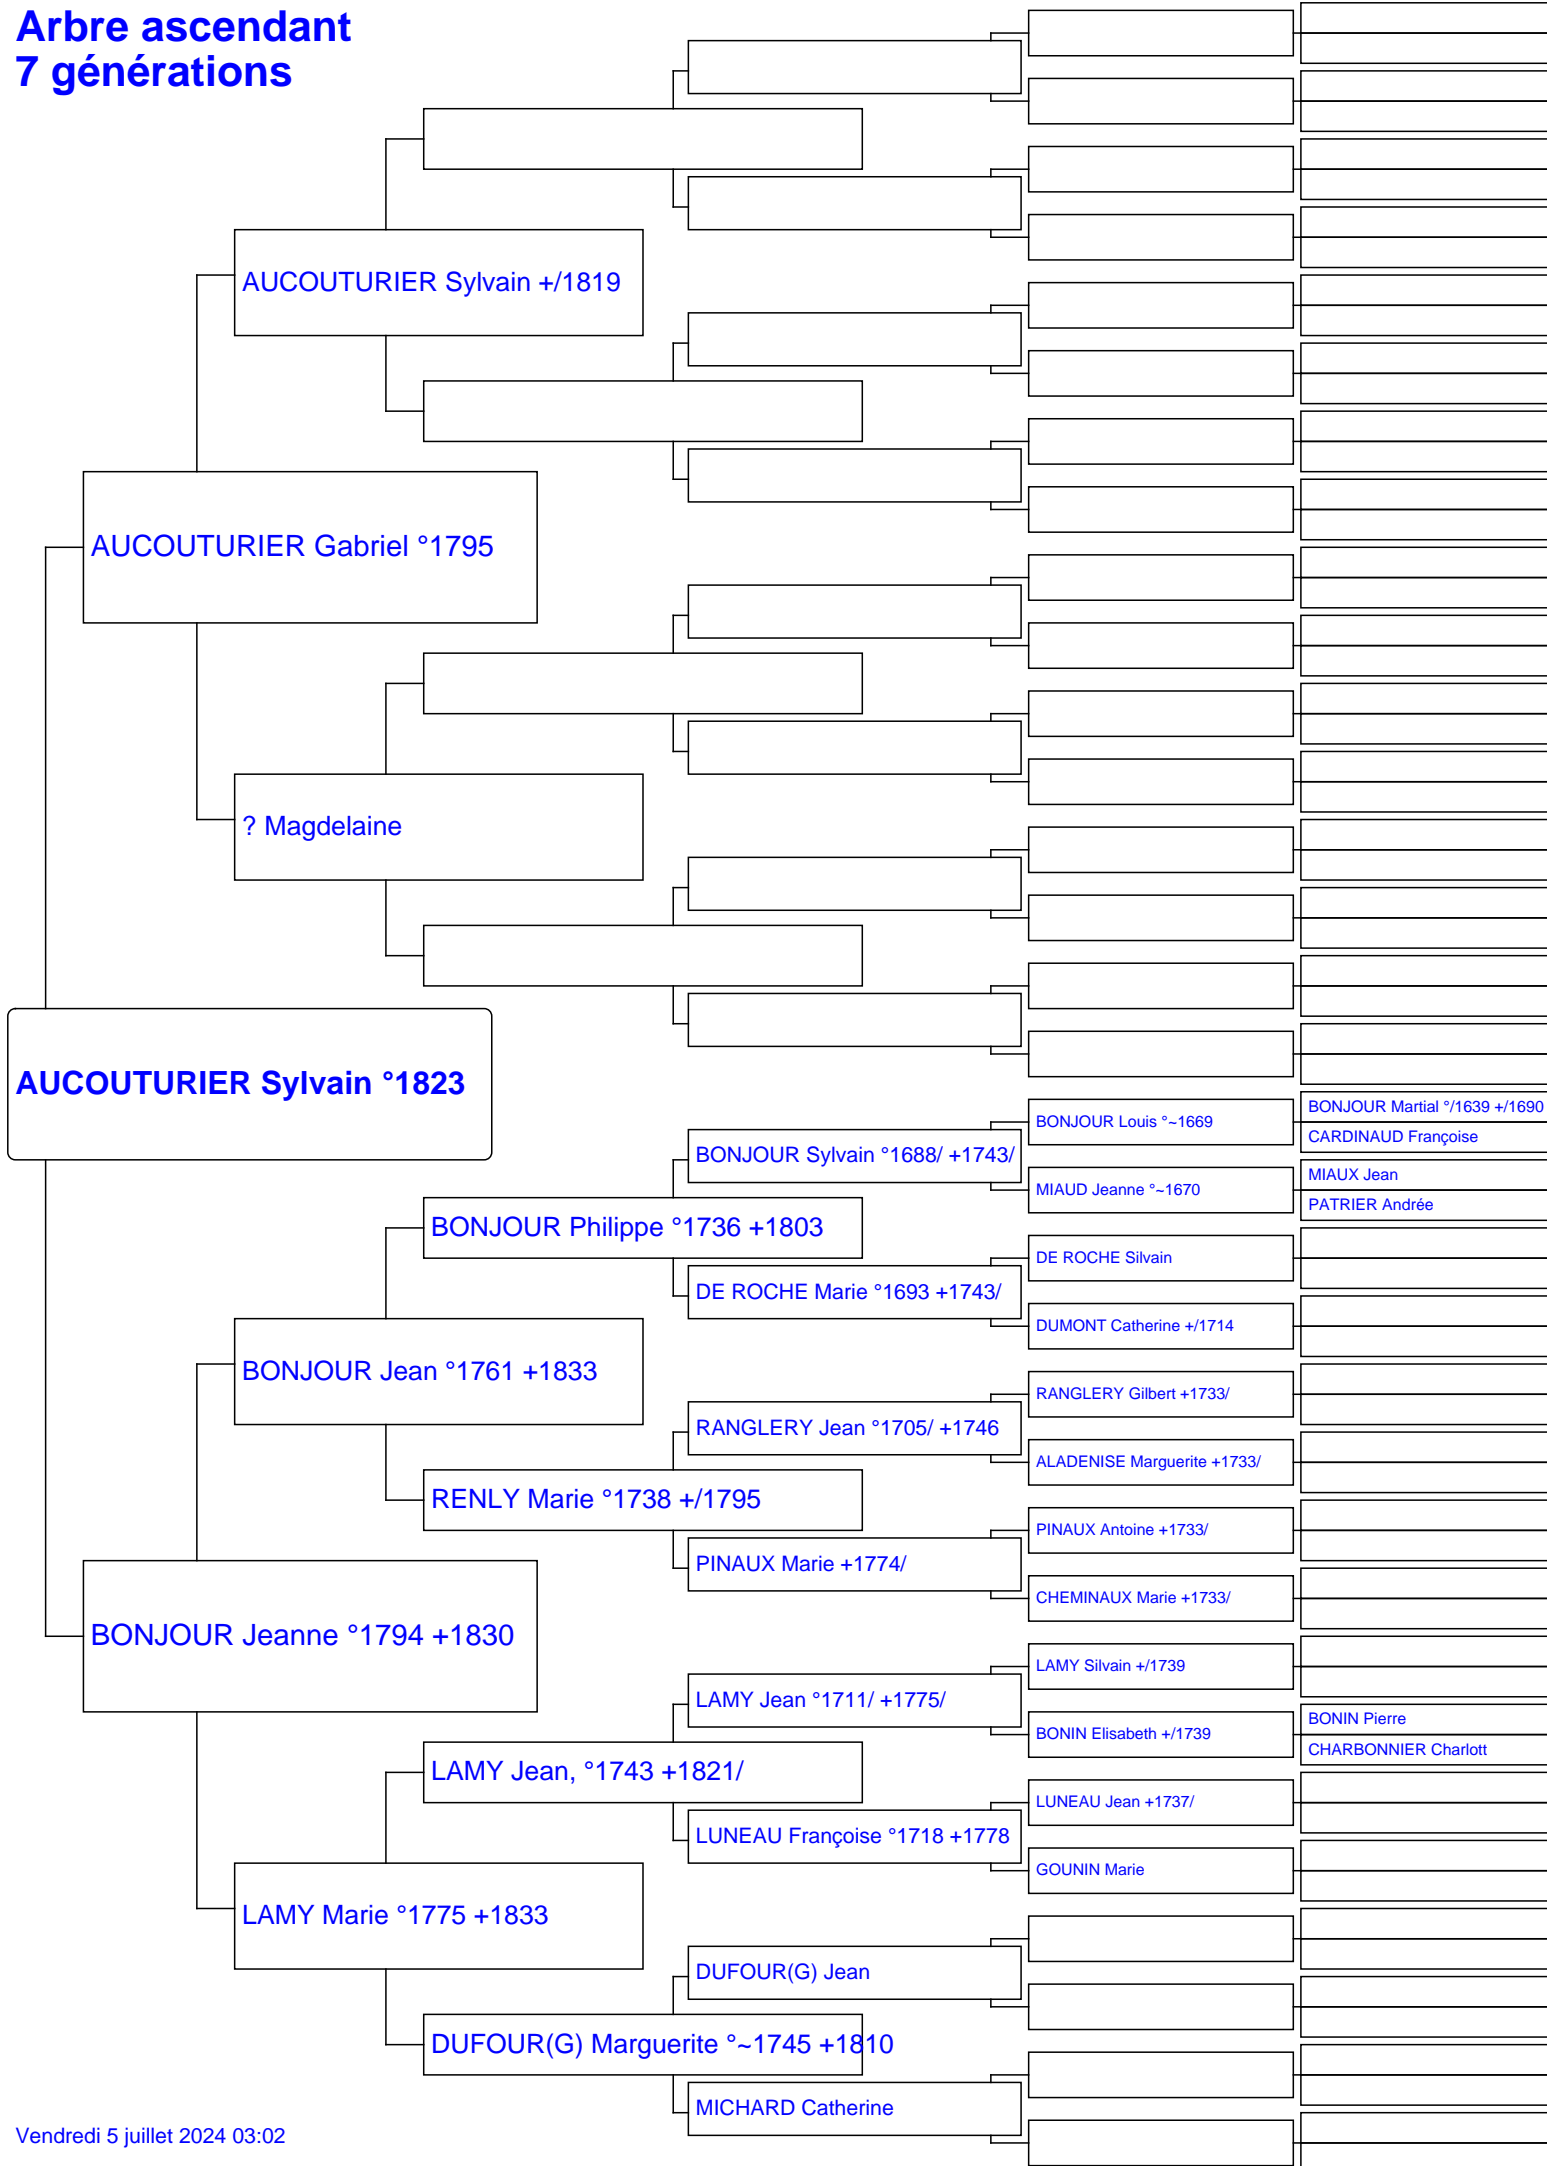 Arbre ascendant
7 générations
AUCOUTURIER Sylvain +/1819
AUCOUTURIER Gabriel °1795
? Magdelaine
AUCOUTURIER Sylvain °1823
BONJOUR Martial °/1639 +/1690
BONJOUR Louis °~1669
CARDINAUD Françoise
BONJOUR Sylvain °1688/ +1743/
MIAUX Jean
MIAUD Jeanne °~1670
PATRIER Andrée
BONJOUR Philippe °1736 +1803
DE ROCHE Silvain
DE ROCHE Marie °1693 +1743/
DUMONT Catherine +/1714
BONJOUR Jean °1761 +1833
RANGLERY Gilbert +1733/
RANGLERY Jean °1705/ +1746
ALADENISE Marguerite +1733/
RENLY Marie °1738 +/1795
PINAUX Antoine +1733/
PINAUX Marie +1774/
CHEMINAUX Marie +1733/
BONJOUR Jeanne °1794 +1830
LAMY Silvain +/1739
LAMY Jean °1711/ +1775/
BONIN Pierre
BONIN Elisabeth +/1739
CHARBONNIER Charlott
LAMY Jean, °1743 +1821/
LUNEAU Jean +1737/
LUNEAU Françoise °1718 +1778
GOUNIN Marie
LAMY Marie °1775 +1833
DUFOUR(G) Jean
DUFOUR(G) Marguerite °~1745 +1810
MICHARD Catherine
Vendredi 5 juillet 2024 03:02